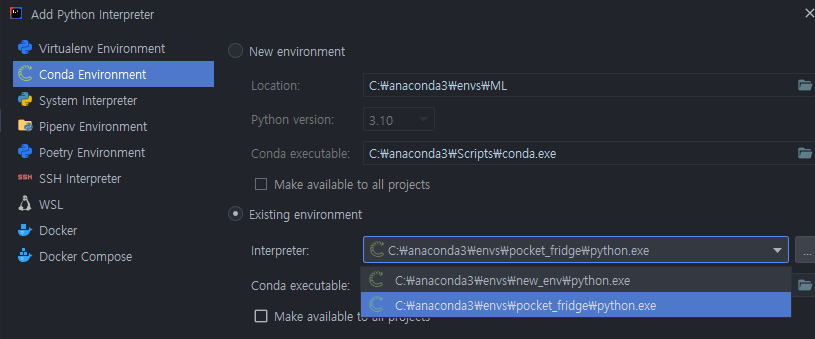 Add Python Interpreter
Virtualenv Environment
Conda Environment
System Interpreter
Pipenv Environment
Poetry Environment
SSH SSH Interpreter
WSL
Docker
Docker Compose
New environment
Location: C:₩anaconda3₩envs₩ML
Python version: 3.10
Conda executable: C:₩anaconda3₩Scripts₩conda.exe
Make available to all projects
Existing environment
Interpreter: C:₩anaconda3₩envs₩pocket_fridge₩python.exe ...
C:₩anaconda3₩envs₩new_env₩python.exe
Conda executable:
C:₩anaconda3₩envs₩pocket_fridge₩python.exe
Make available to all projects